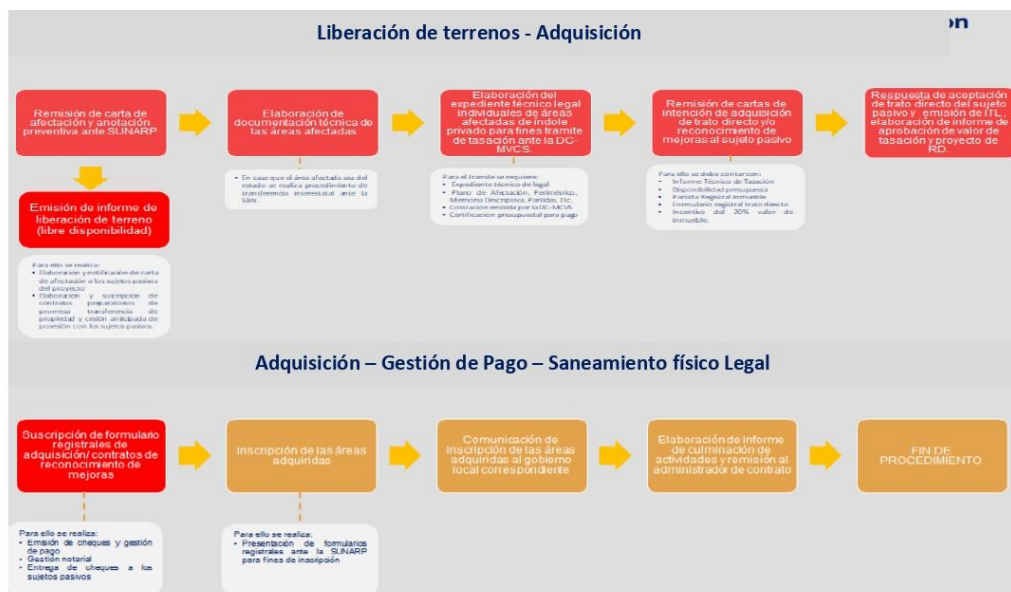 ón
Liberación de terrenos - Adquisición
Remisión de carta de
afectación y anotación
preventiva ante SUNARP
Elaboración de
documentación técnica de
las áreas afectadas
Elaboración del
expediente técnico legal
individuales de áreas
afectadas de índole
privado para fines tramite
de tasación ante la DC-
MVCS.
Remisión de cartas de
intención de adquisición
de trato directo y/o
reconocimiento de
mejoras al sujeto pasivo
Respuesta de aceptación
de trato directo del sujeto
pasivo y emisión de ITL,
elaboración de informe de
aprobación de valor de
tasación y proyecto de
RD.
Emisión de informe de
liberación de terreno
(libre disponibilidad)
Para ello se realiza:
• Elaboración y notificación de carta
de afectación a los sujetos pasivos
del proyecto
• Elaboración y suscripción de
contratos preparatorios de
promesa transferencia de
propiedad y cesión anticipada de
posesión con los sujetos pasivos.
• En caso que el área afectada sea del
estado se realiza procedimiento de
transferencia interestatal ante la
SBN.
Para el tramite se requiere:
• Expediente técnico de legal
• Plano de Afectación, Perimétrico,
Memoria Descriptiva, Partidas, Etc.
• Cotización emitida por la DC-MCVS
• Certificación presupuestal para pago
Para ello se debe contar con:
• Informe Técnico de Tasación
• Disponibilidad presupuesta
• Partida Registral inmueble
• Formulario registral trato directo
• Incentivo del 20% valor de
inmueble.
Adquisición – Gestión de Pago – Saneamiento físico Legal
Suscripción de formulario
registrales de
adquisición/ contratos de
reconocimiento de
mejoras
Inscripción de las áreas
adquiridas
Comunicación de
Inscripción de las áreas
adquiridas al gobierno
local correspondiente
Elaboración de informe
de culminación de
actividades y remisión al
administrador de contrato
FIN DE
PROCEDIMIENTO
Para ello se realiza:
• Emisión de cheques y gestión
de pago
• Gestión notarial
• Entrega de cheques a los
sujetos pasivos
Para ello se realiza:
• Presentación de formularios
registrales ante la SUNARP
para fines de inscripción